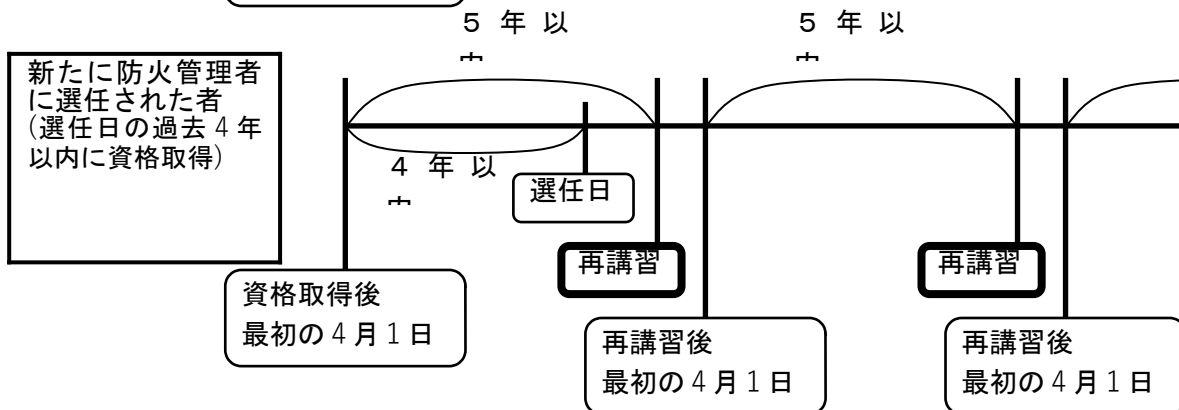 5 年 以
5 年 以
新たに防火管理者
に選任された者
(選任日の過去4年
以内に資格取得)
4 年 以
選任日
再講習
再講習
資格取得後
最初の4月1日
再講習後
最初の4月1日
再講習後
最初の4月1日